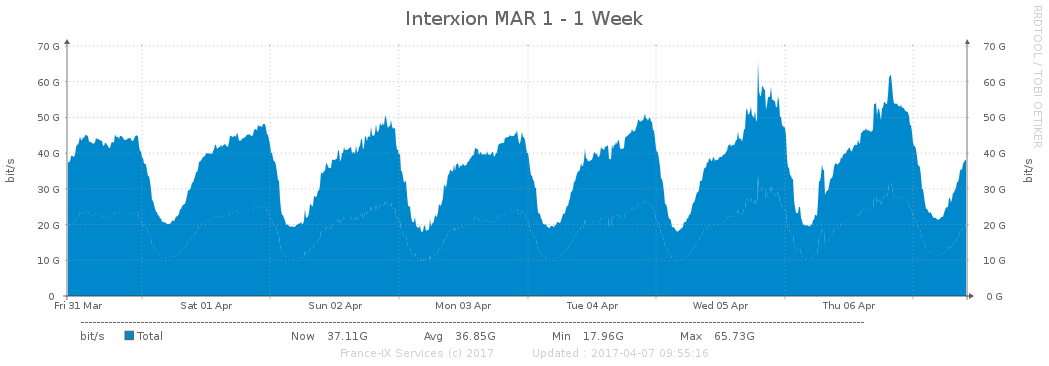 Interxion MAR 1 - 1 Week
RRDTOOL / TOBI OETIKER
70 G 70 G
60 G 60 G
50 G 50 G
40 G 40 G
30 G 30 G
20 G 20 G
10 G 10 G
0 0 G
bit/s bit/s
Fri 31 Mar Sat 01 Apr Sun 02 Apr Mon 03 Apr Tue 04 Apr Wed 05 Apr Thu 06 Apr
bit/s Total Now 37.11G Avg 36.85G Min 17.96G Max 65.73G
France-IX Services (c) 2017 Updated : 2017-04-07 09:55:16